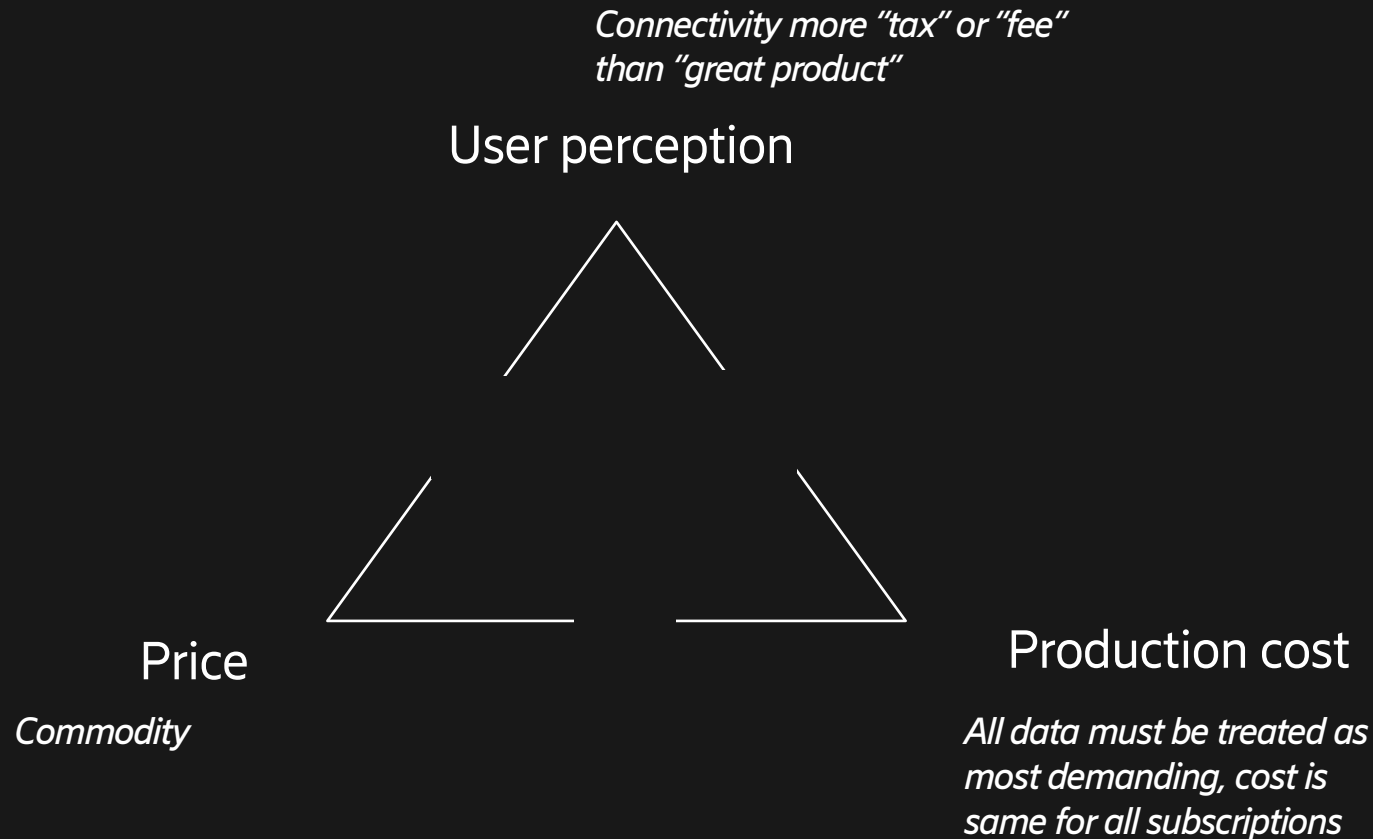 Connectivity more “tax” or “fee”
than “great product”
User perception
Price
Production cost
Commodity
All data must be treated as
most demanding, cost is
same for all subscriptions